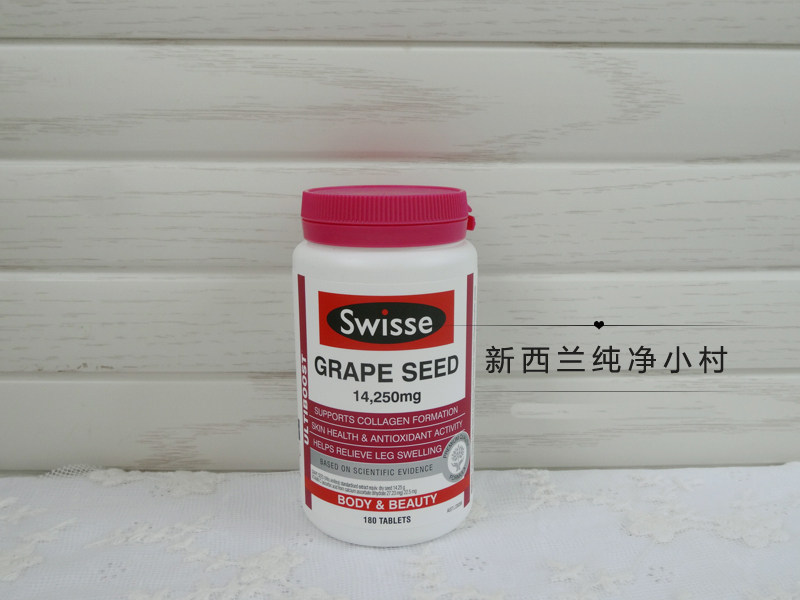 Swisse
ULTIBOOST
GRAPE SEED
14,250mg
SUPPORTS COLLAGEN FORMATION
SKIN HEALTH & ANTIOXIDANT ACTIVITY
HELPS RELIEVE LEG SWELLING
BASED ON SCIENTIFIC EVIDENCE
BODY & BEAUTY
180 TABLETS
新西兰纯净小村